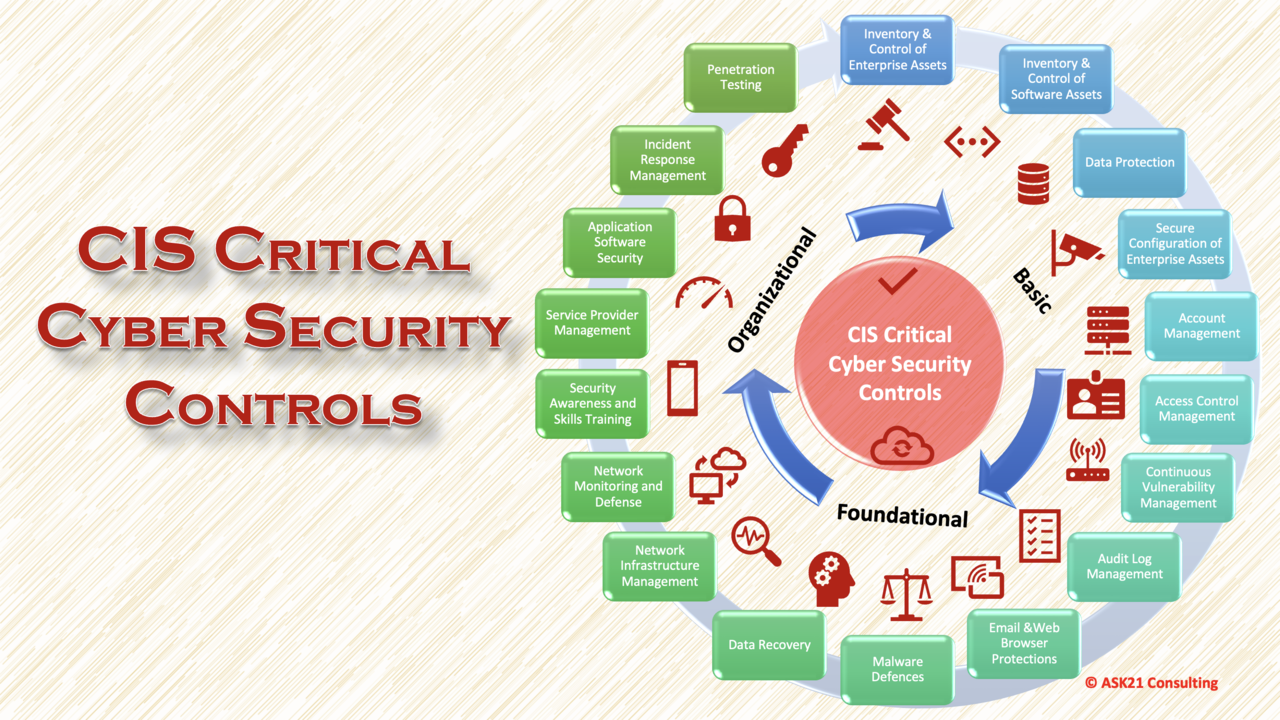 CIS Critical
Cyber Security
Controls
Inventory &
Control of
Enterprise Assets
Inventory &
Control of
Software Assets
Data Protection
Secure
Configuration of
Enterprise Assets
Account
Management
Access Control
Management
Continuous
Vulnerability
Management
Audit Log
Management
Email &Web
Browser
Protections
Malware
Defences
Data Recovery
Network
Infrastructure
Management
Network
Monitoring and
Defense
Security
Awareness and
Skills Training
Service Provider
Management
Application
Software
Security
Incident
Response
Management
Penetration
Testing
Basic
Foundational
Organizational
CIS Critical
Cyber Security
Controls
© ASK21 Consulting